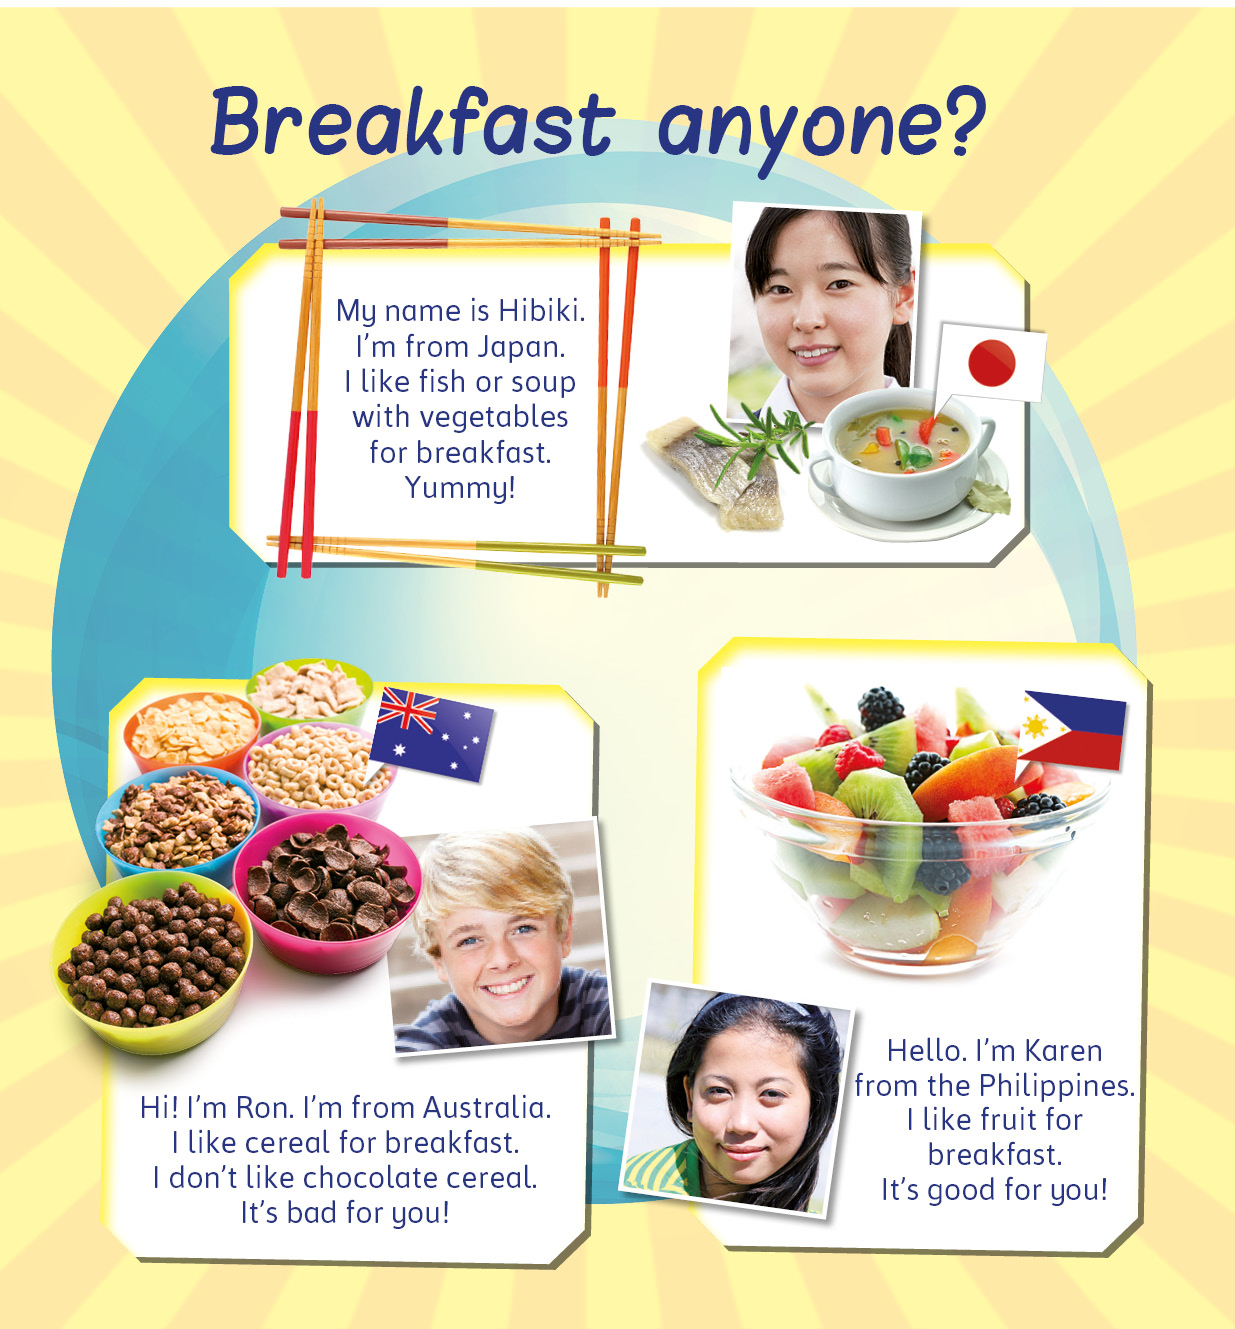 Breakfast anyone?
My name is Hibiki.
I'm from Japan.
I like fish or soup
with vegetables
for breakfast.
Yummy!
Hi! I'm Ron. I'm from Australia.
I like cereal for breakfast.
I don't like chocolate cereal.
It's bad for you!
Hello. I'm Karen
from the Philippines.
I like fruit for
breakfast.
It's good for you!